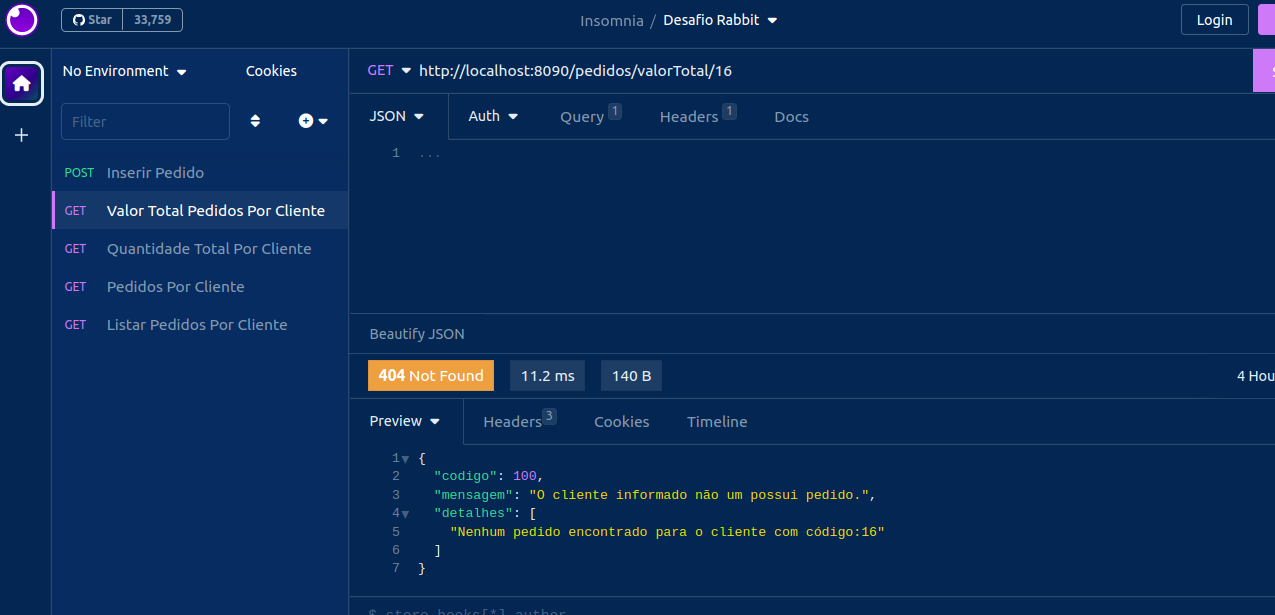 Star 33,759
Insomnia / Desafio Rabbit
Login
No Environment
Cookies
Filter
POST Inserir Pedido
GET Valor Total Pedidos Por Cliente
GET Quantidade Total Por Cliente
GET Pedidos Por Cliente
GET Listar Pedidos Por Cliente
GET http://localhost:8090/pedidos/valorTotal/16
JSON Auth Query 1 Headers 1 Docs
1 ...
Beautify JSON
404 Not Found 11.2 ms 140 B 4 Hou
Preview Headers 3 Cookies Timeline
1 {
2 "codigo": 100,
3 "mensagem": "O cliente informado não um possui pedido.",
4 "detalhes": [
5 "Nenhum pedido encontrado para o cliente com código:16"
6 ]
7 }
$.store.books[*].author